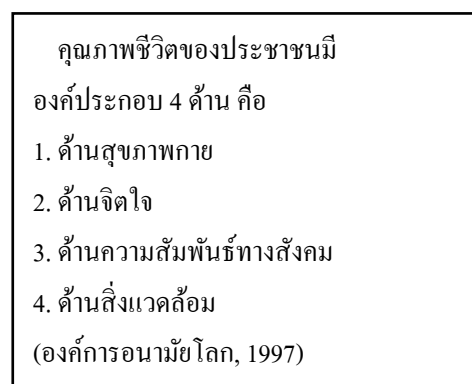 คุณภาพชีวิตของประชาชนมี
องค์ประกอบ 4 ด้าน คือ
1. ด้านสุขภาพกาย
2. ด้านจิตใจ
3. ด้านความสัมพันธ์ทางสังคม
4. ด้านสิ่งแวดล้อม
(องค์การอนามัยโลก, 1997)